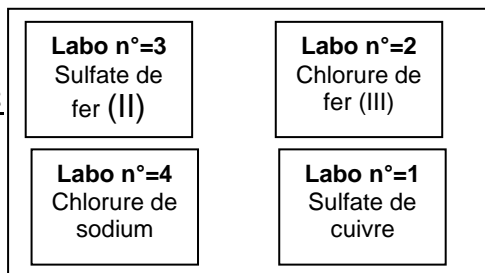 Labo n°=3
Sulfate de
fer (II)
Labo n°=2
Chlorure de
fer (III)
Labo n°=4
Chlorure de
sodium
Labo n°=1
Sulfate de
cuivre